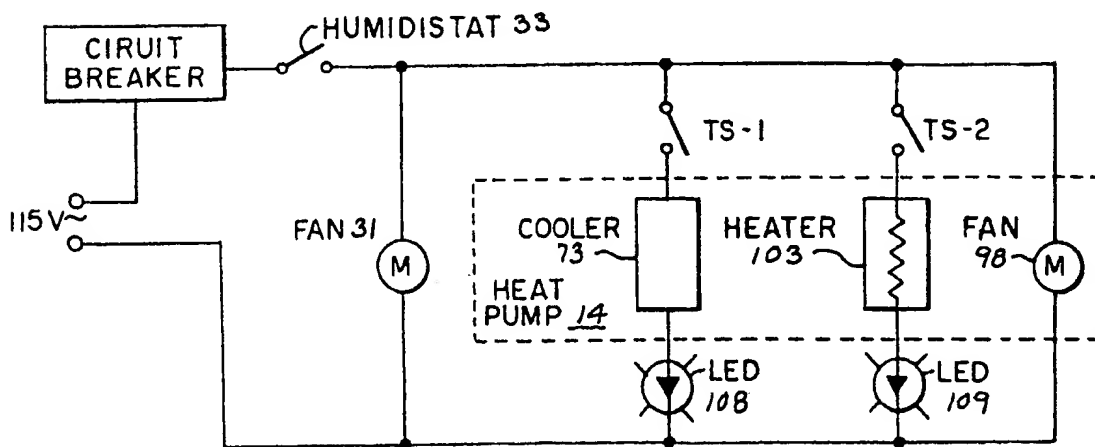 HUMIDISTAT 33
CIRUIT
BREAKER
TS-1
TS-2
115V~
FAN 31
M
COOLER
73
HEATER
103
FAN
98
M
HEAT
PUMP 14
LED
108
LED
109